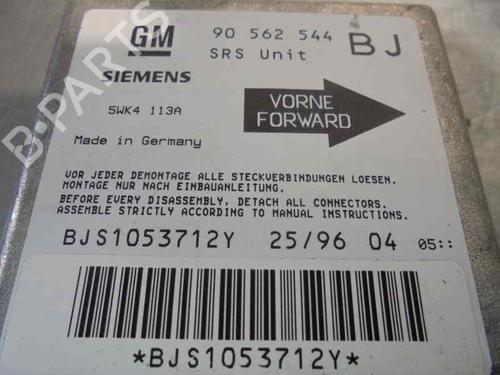 GM 90 562 544 BJ
SRS Unit
SIEMENS
5WK4 113A
VORNE
FORWARD
Made in Germany
VOR JEDER DEMONTAGE ALLE STECKVERBINDUNGEN LOESEN.
MONTAGE NUR NACH EINBAUANLEITUNG.
BEFORE EVERY DISASSEMBLY, DETACH ALL CONNECTORS.
ASSEMBLE STRICTLY ACCORDING TO MANUAL INSTRUCTIONS.
BJS1053712Y 25/96 04 05::
*BJS1053712Y*
B-PARTS